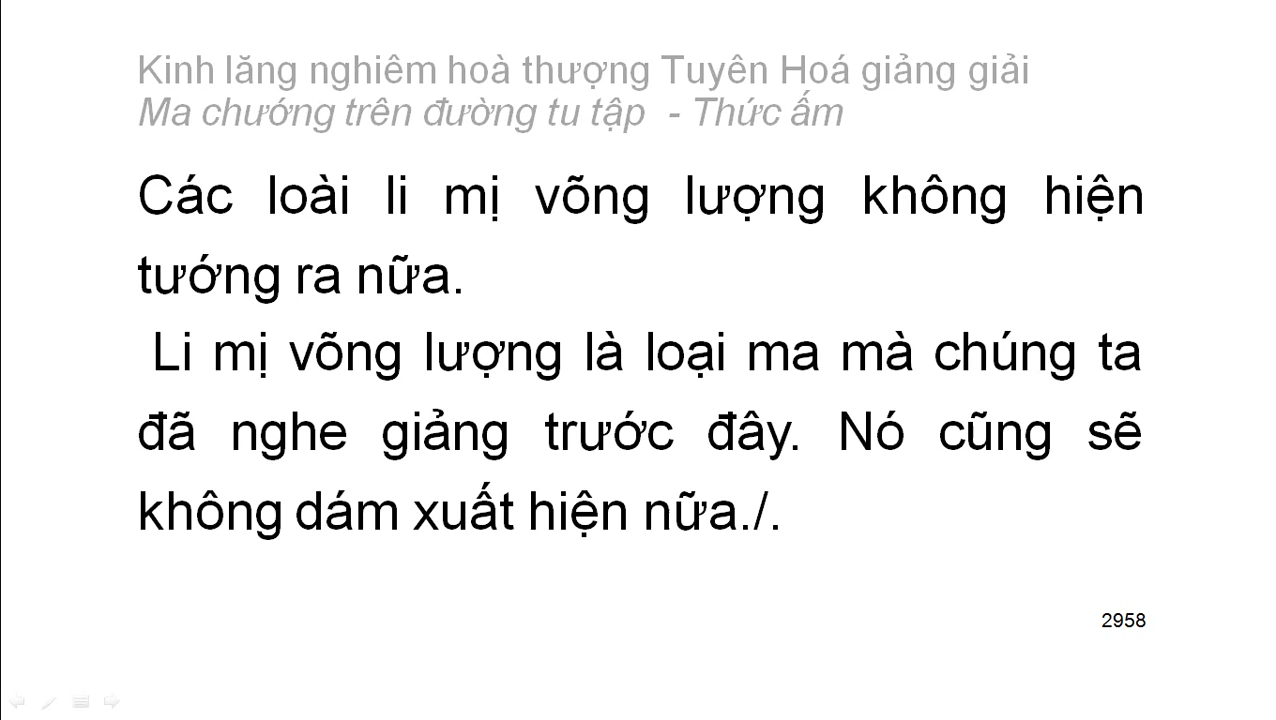 Kinh lăng nghiêm hoà thượng Tuyên Hoá giảng giải
Ma chướng trên đường tu tập - Thức ấm
Các loài li mị võng lượng không hiện
tướng ra nữa.
Li mị võng lượng là loại ma mà chúng ta
đã nghe giảng trước đây. Nó cũng sẽ
không dám xuất hiện nữa./.
2958